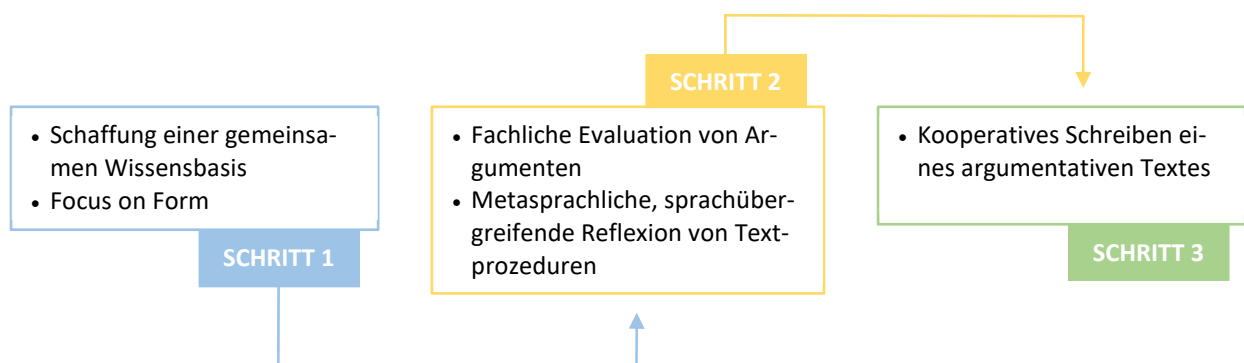 • Schaffung einer gemeinsa-
men Wissensbasis
• Focus on Form
SCHRITT 1
SCHRITT 2
• Fachliche Evaluation von Ar-
gumenten
• Metasprachliche, sprachüber-
greifende Reflexion von Text-
prozeduren
• Kooperatives Schreiben ei-
nes argumentativen Textes
SCHRITT 3